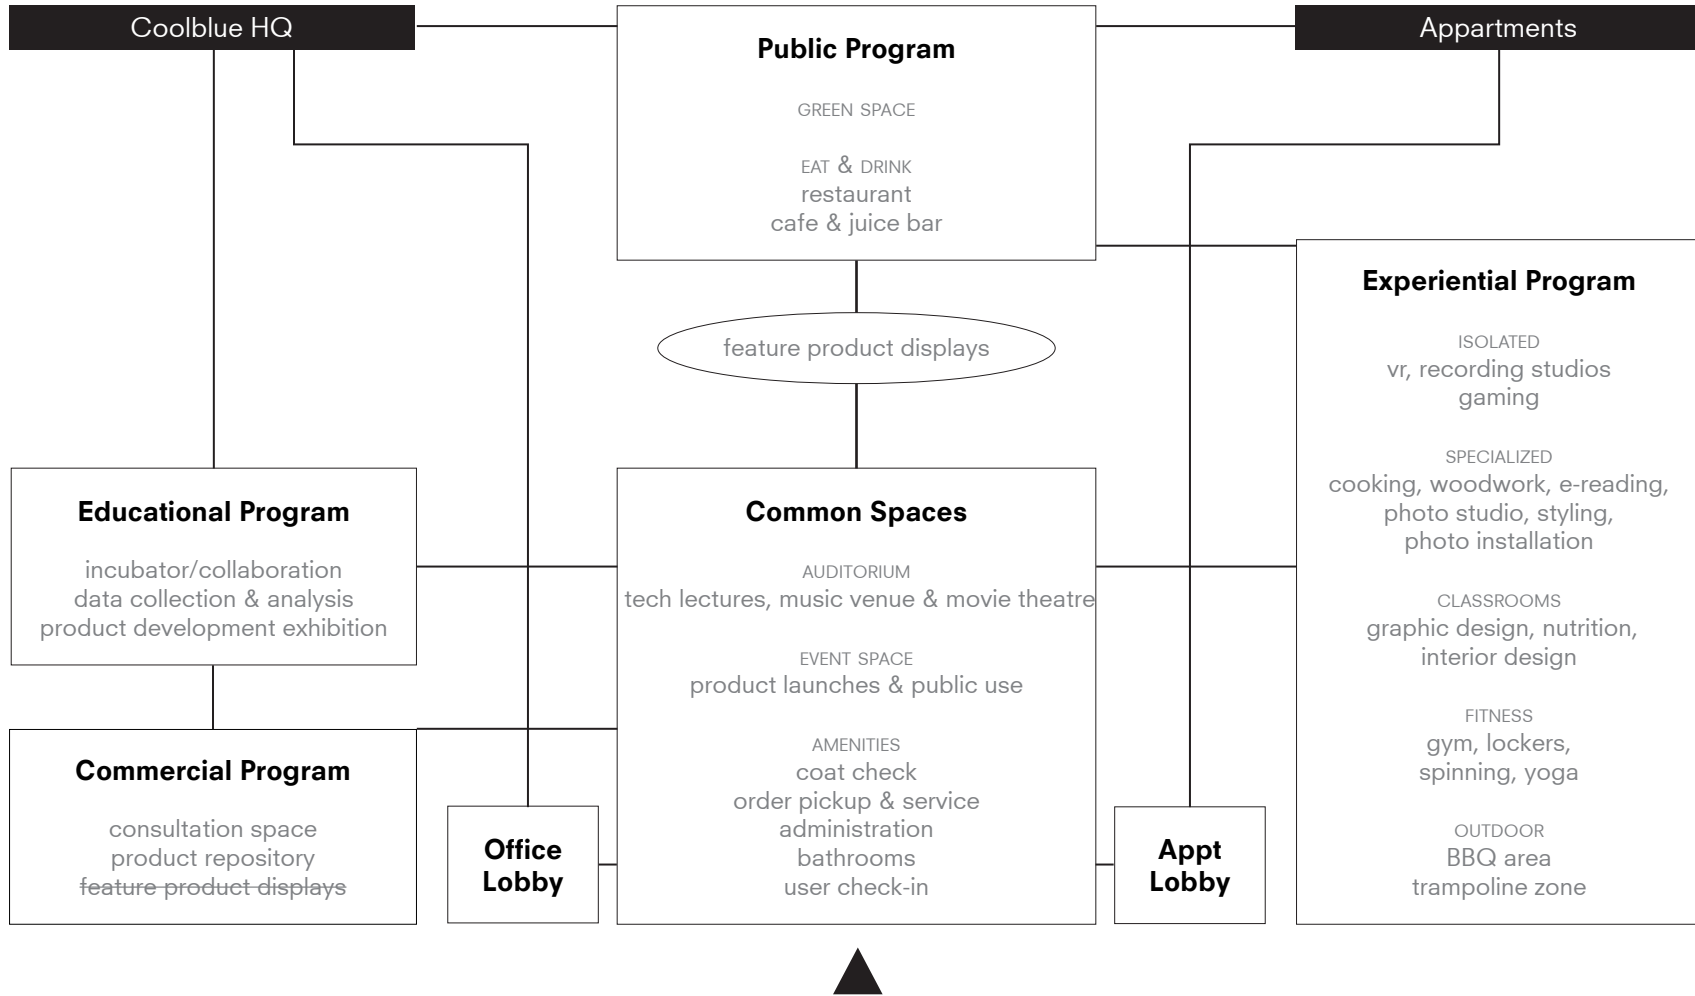 Coolblue HQ
Public Program
GREEN SPACE
EAT & DRINK
restaurant
cafe & juice bar
Appartments
feature product displays
Experiential Program
ISOLATED
vr, recording studios
gaming
SPECIALIZED
cooking, woodwork, e-reading,
photo studio, styling,
photo installation
CLASSROOMS
graphic design, nutrition,
interior design
FITNESS
gym, lockers,
spinning, yoga
OUTDOOR
BBQ area
trampoline zone
Educational Program
incubator/collaboration
data collection & analysis
product development exhibition
Common Spaces
AUDITORIUM
tech lectures, music venue & movie theatre
EVENT SPACE
product launches & public use
AMENITIES
coat check
order pickup & service
administration
bathrooms
user check-in
Commercial Program
consultation space
product repository
feature product displays
Office
Lobby
Appt
Lobby